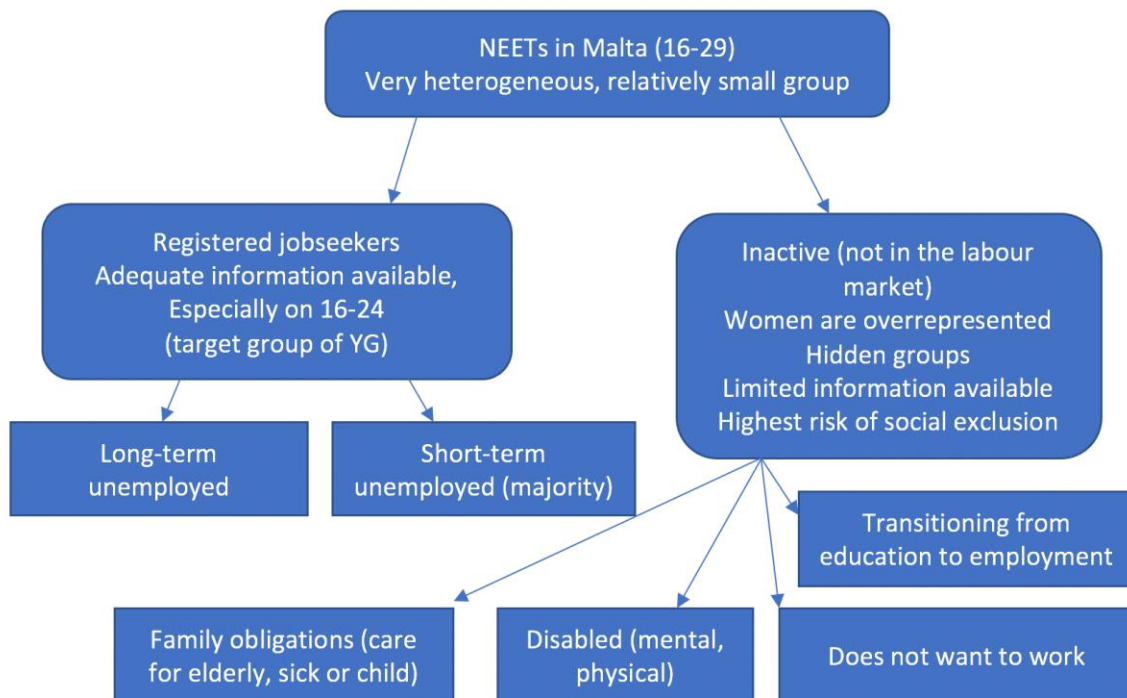 NEETs in Malta (16-29)
Very heterogeneous, relatively small group
Registered jobseekers
Adequate information available,
Especially on 16-24
(target group of YG)
Inactive (not in the labour
market)
Women are overrepresented
Hidden groups
Limited information available
Highest risk of social exclusion
Long-term
unemployed
Short-term
unemployed (majority)
Transitioning from
education to employment
Family obligations (care
for elderly, sick or child)
Disabled (mental,
physical)
Does not want to work